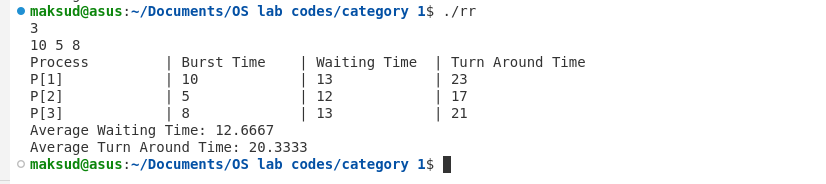 maksud@asus:~/Documents/OS lab codes/category 1$ ./rr
3
10 5 8
Process | Burst Time | Waiting Time | Turn Around Time
P[1] | 10 | 13 | 23
P[2] | 5 | 12 | 17
P[3] | 8 | 13 | 21
Average Waiting Time: 12.6667
Average Turn Around Time: 20.3333
maksud@asus:~/Documents/OS lab codes/category 1$